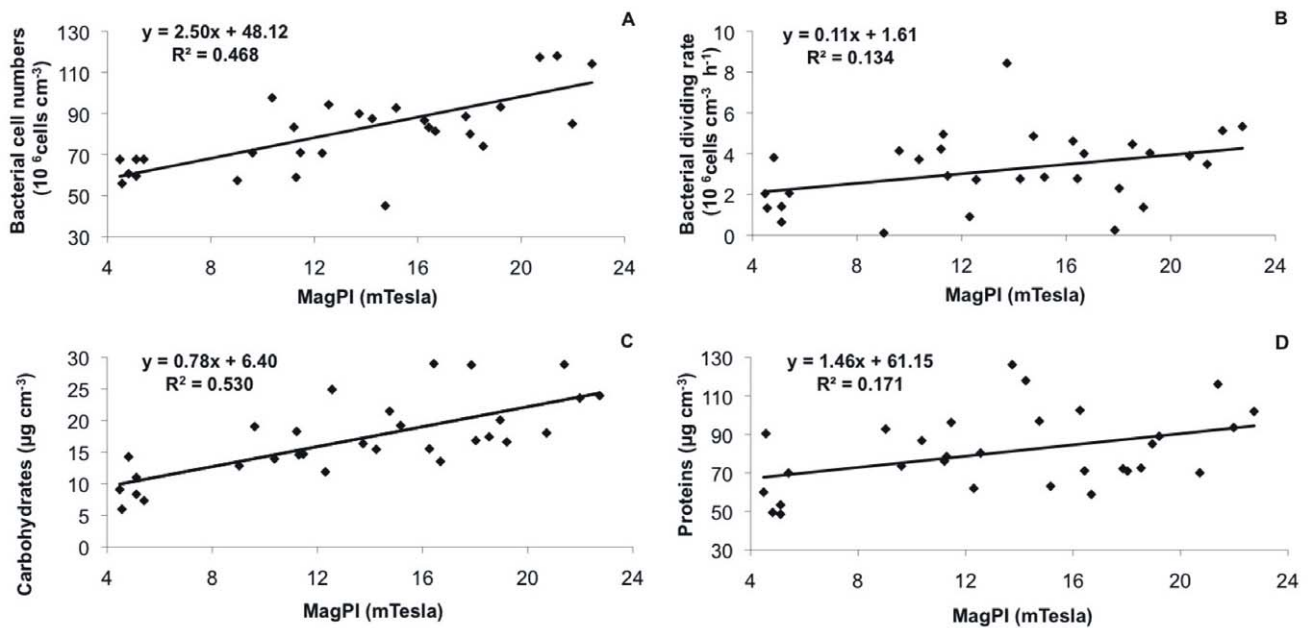 A
y = 2.50x + 48.12
R² = 0.468
Bacterial cell numbers
(10 ⁶cells cm⁻³)
130
110
90
70
50
30
4 8 12 16 20 24
MagPI (mTesla)
B
y = 0.11x + 1.61
R² = 0.134
Bacterial dividing rate
(10 ⁶cells cm⁻³ h⁻¹)
10
8
6
4
2
0
4 8 12 16 20 24
MagPI (mTesla)
C
y = 0.78x + 6.40
R² = 0.530
Carbohydrates (µg cm⁻³)
30
25
20
15
10
5
0
4 8 12 16 20 24
MagPI (mTesla)
D
y = 1.46x + 61.15
R² = 0.171
Proteins (µg cm⁻³)
130
110
90
70
50
30
4 8 12 16 20 24
MagPI (mTesla)